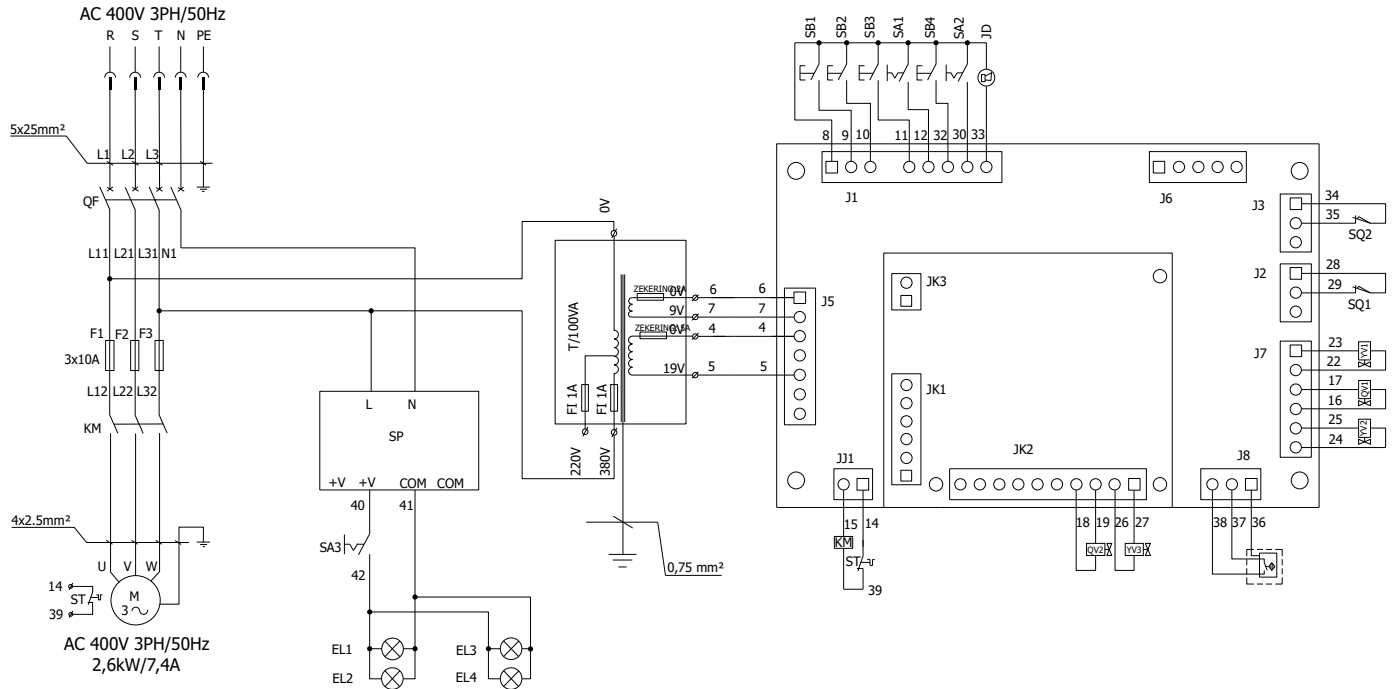 AC 400V 3PH/50Hz
R S T N PE
5x25mm²
L1 L2 L3
QF
L11 L21 L31 N1
F1 F2 F3
3x10A
L12 L22 L32
KM
4x2.5mm²
U V W
M
3
14
ST
39
AC 400V 3PH/50Hz
2,6kW/7,4A
L N
SP
+V +V COM COM
40 41
SA3
42
EL1 EL3
EL2 EL4
0V
T/100VA
FI 1A FI 1A
220V 380V
ZEKERING 2A
0V 6 6
9V 7 7
0V 4 4
19V 5 5
0,75 mm²
SB1 SB2 SB3 SA1 SB4 SA2 JD
8 9 10 11 12 32 30 33
J1
J6
J5
JK3
JK1
JK2
J3
34
35
SQ2
J2
28
29
SQ1
J7
23
22
YV1
17
16
QV1
25
24
YV2
JJ1
15 14
KM
ST
39
18 19 26 27
QV2 YV3
J8
38 37 36